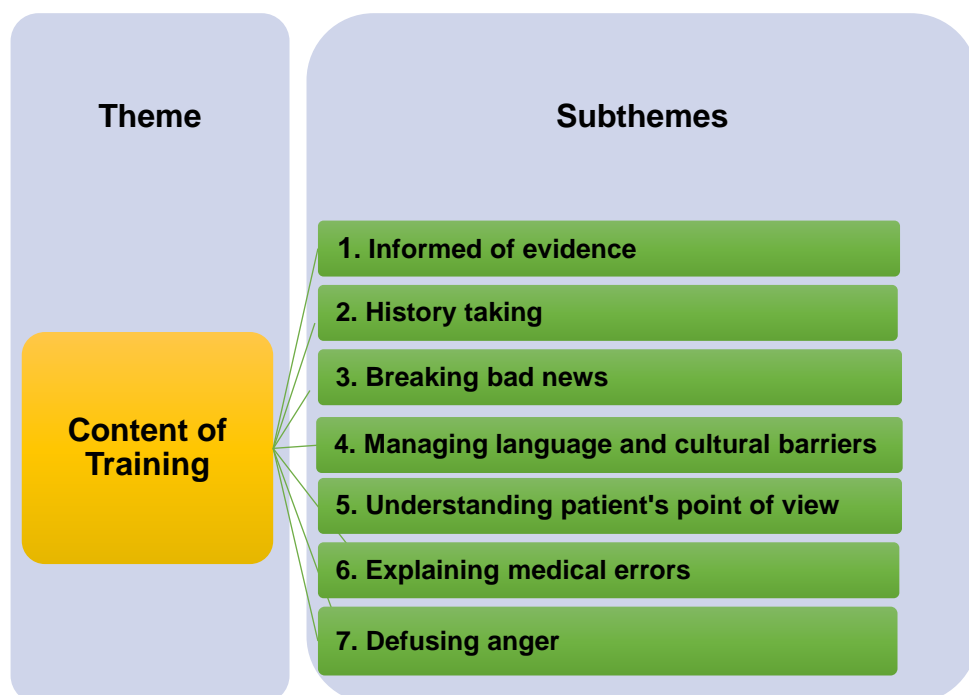 Theme
Subthemes
1. Informed of evidence
2. History taking
3. Breaking bad news
Content of
Training
4. Managing language and cultural barriers
5. Understanding patient's point of view
6. Explaining medical errors
7. Defusing anger